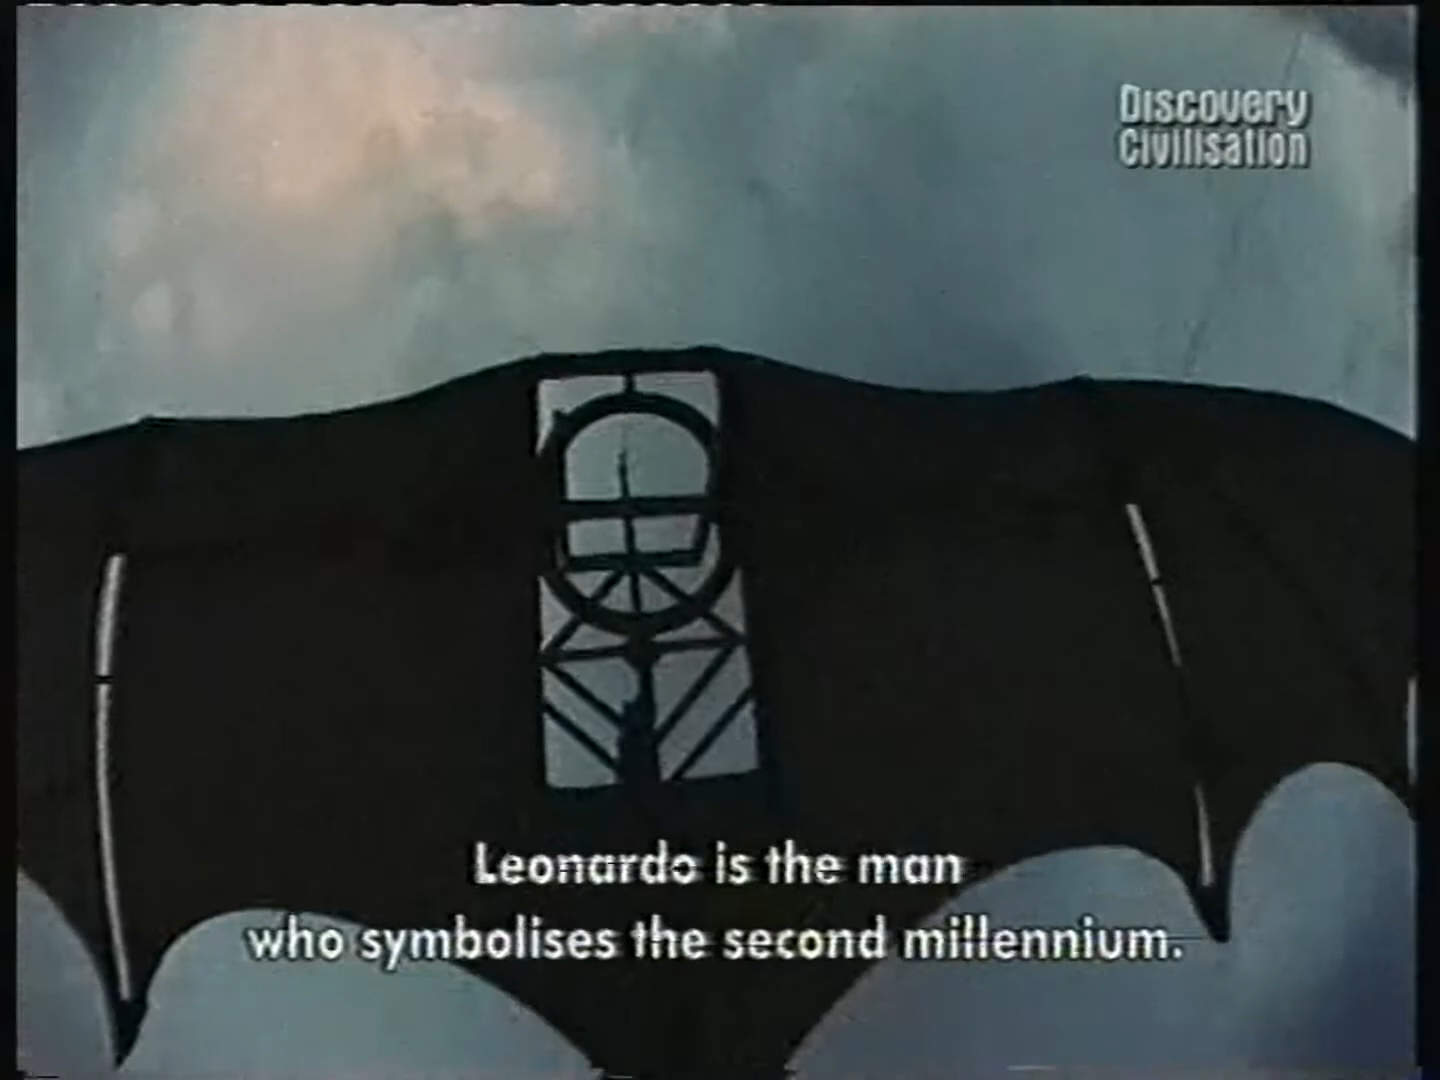 Discovery
Civilisation
Leonardo is the man
who symbolises the second millennium.